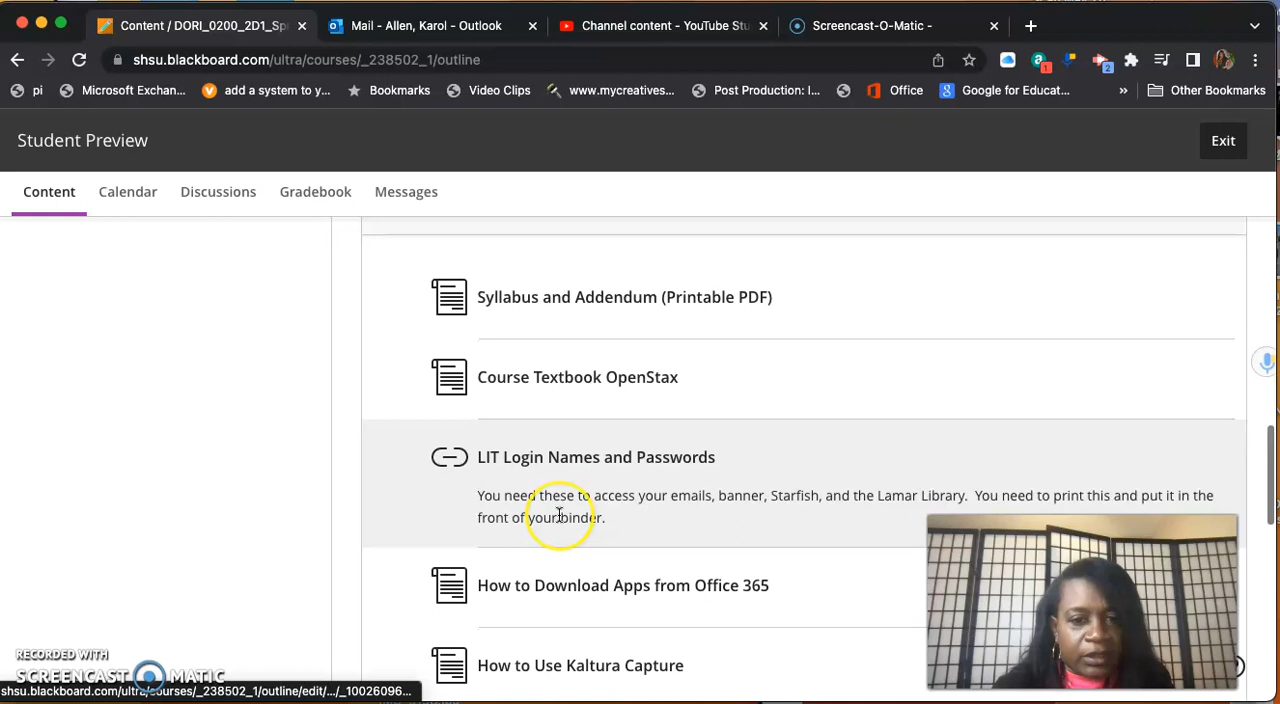 Content / DORI_0200_2D1_Sp
Mail - Allen, Karol - Outlook
Channel content - YouTube Stu
Screencast-O-Matic -
shsu.blackboard.com/ultra/courses/_238502_1/outline
1
2
pi
Microsoft Exchan...
add a system to y...
Bookmarks
Video Clips
www.mycreatives...
Post Production: I...
Office
Google for Educat...
»
Other Bookmarks
Student Preview
Exit
Content
Calendar
Discussions
Gradebook
Messages
Syllabus and Addendum (Printable PDF)
Course Textbook OpenStax
LIT Login Names and Passwords
You need these to access your emails, banner, Starfish, and the Lamar Library. You need to print this and put it in the
front of your binder.
How to Download Apps from Office 365
How to Use Kaltura Capture
RECORDED WITH
SCREENCAST MATIC
shsu.blackboard.com/ultra/courses/_238502_1/outline/edit/.../_10026096...